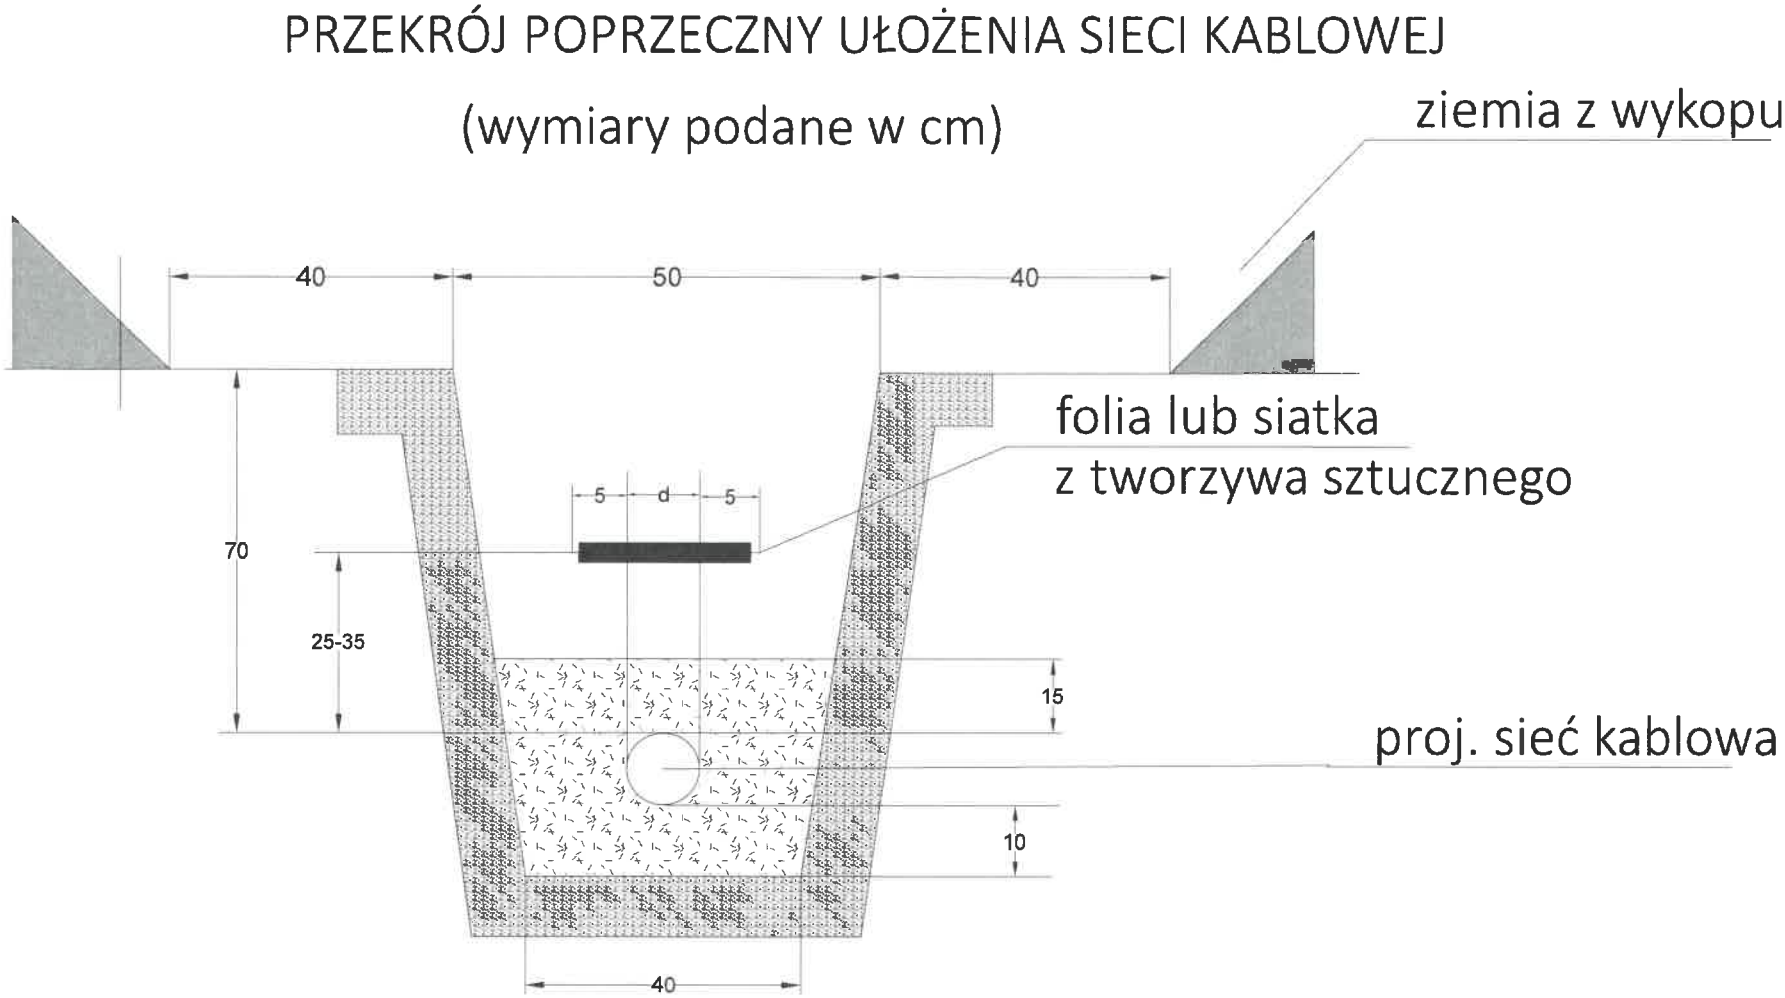 PRZEKRÓJ POPRZECZNY UŁOŻENIA SIECI KABLOWEJ
(wymiary podane w cm)
ziemia z wykopu
40
50
40
folia lub siatka
z tworzywa sztucznego
5
d
5
70
25-35
15
proj. sieć kablowa
10
40